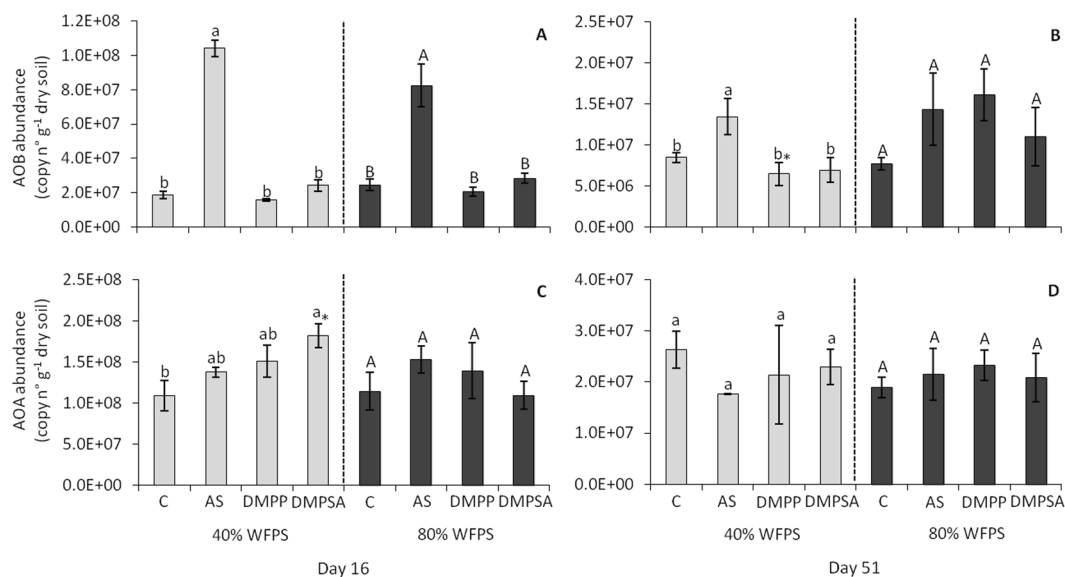 AOB abundance
(copy n° g⁻¹ dry soil)
1.2E+08
1.0E+08
8.0E+07
6.0E+07
4.0E+07
2.0E+07
0.0E+00
A
b
a
b
b
B
A
B
B
2.5E+07
2.0E+07
1.5E+07
1.0E+07
5.0E+06
0.0E+00
B
b
a
b*
b
A
A
A
A
AOA abundance
(copy n° g⁻¹ dry soil)
2.5E+08
2.0E+08
1.5E+08
1.0E+08
5.0E+07
0.0E+00
C
b
ab
ab
a*
A
A
A
A
C AS DMPP DMPSA C AS DMPP DMPSA
40% WFPS 80% WFPS
Day 16
4.0E+07
3.0E+07
2.0E+07
1.0E+07
0.0E+00
D
a
a
a
a
A
A
A
A
C AS DMPP DMPSA C AS DMPP DMPSA
40% WFPS 80% WFPS
Day 51